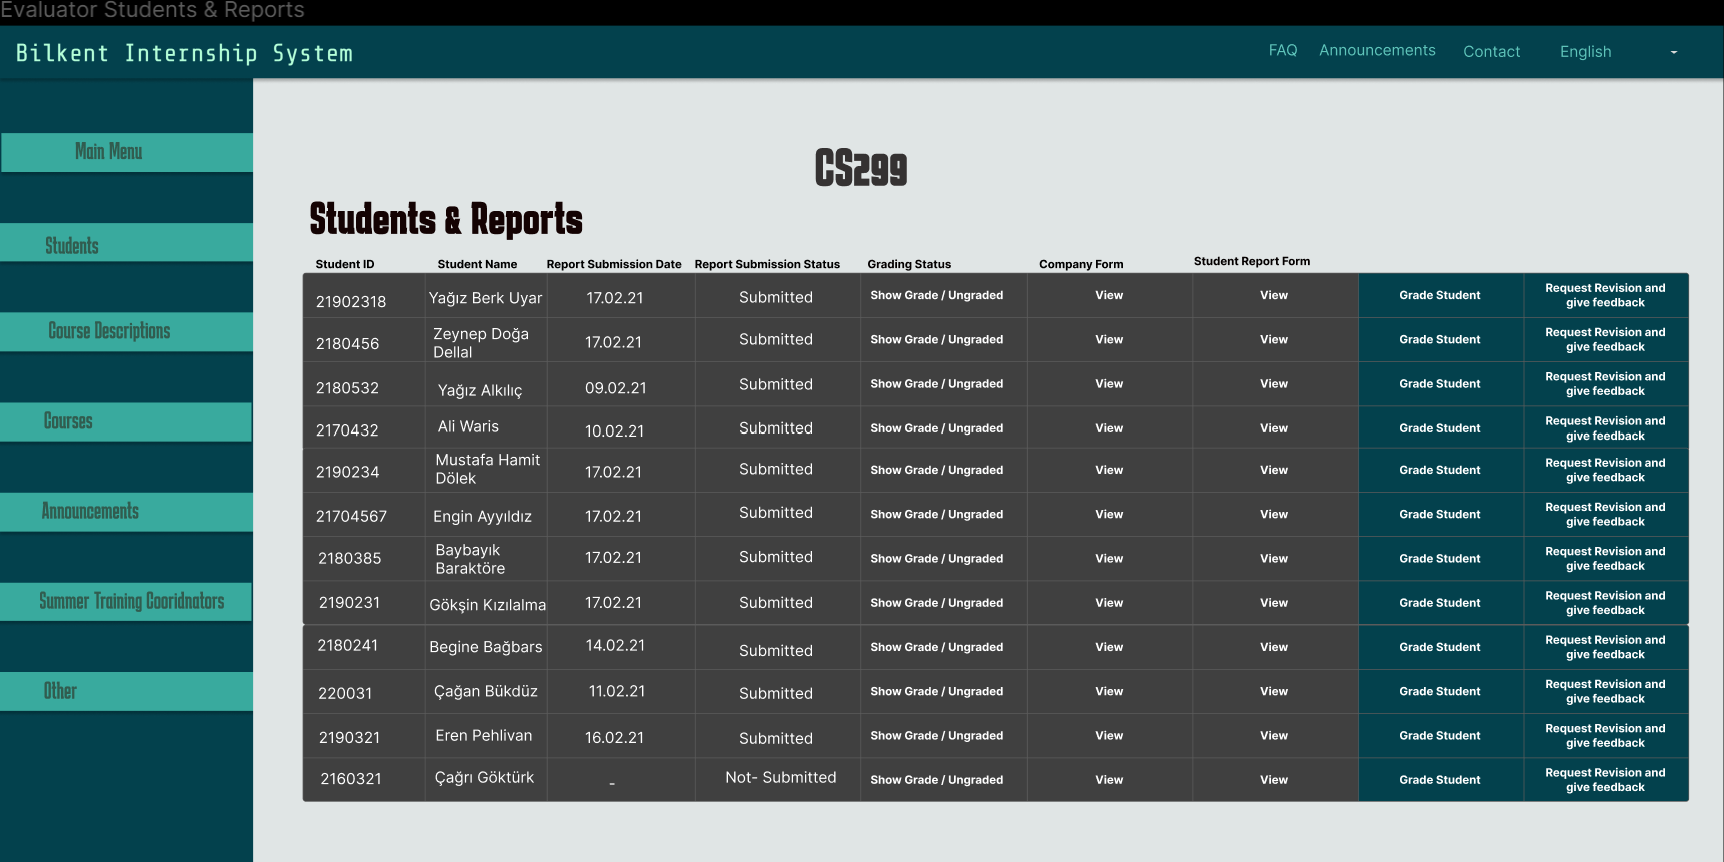 Evaluator Students & Reports
Bilkent Internship System
FAQ Announcements Contact English
Main Menu
Students
Course Descriptions
Courses
Announcements
Summer Training Cooridnators
Other
CS299
Students & Reports
Student ID Student Name Report Submission Date Report Submission Status Grading Status Company Form Student Report Form
21902318 Yağız Berk Uyar 17.02.21 Submitted Show Grade / Ungraded View View Grade Student Request Revision and give feedback
2180456 Zeynep Doğa Dellal 17.02.21 Submitted Show Grade / Ungraded View View Grade Student Request Revision and give feedback
2180532 Yağız Alkılıç 09.02.21 Submitted Show Grade / Ungraded View View Grade Student Request Revision and give feedback
2170432 Ali Waris 10.02.21 Submitted Show Grade / Ungraded View View Grade Student Request Revision and give feedback
2190234 Mustafa Hamit Dölek 17.02.21 Submitted Show Grade / Ungraded View View Grade Student Request Revision and give feedback
21704567 Engin Ayyıldız 17.02.21 Submitted Show Grade / Ungraded View View Grade Student Request Revision and give feedback
2180385 Baybayık Baraktöre 17.02.21 Submitted Show Grade / Ungraded View View Grade Student Request Revision and give feedback
2190231 Gökşin Kızılalma 17.02.21 Submitted Show Grade / Ungraded View View Grade Student Request Revision and give feedback
2180241 Begine Bağbars 14.02.21 Submitted Show Grade / Ungraded View View Grade Student Request Revision and give feedback
220031 Çağan Bükdüz 11.02.21 Submitted Show Grade / Ungraded View View Grade Student Request Revision and give feedback
2190321 Eren Pehlivan 16.02.21 Submitted Show Grade / Ungraded View View Grade Student Request Revision and give feedback
2160321 Çağrı Göktürk - Not- Submitted Show Grade / Ungraded View View Grade Student Request Revision and give feedback